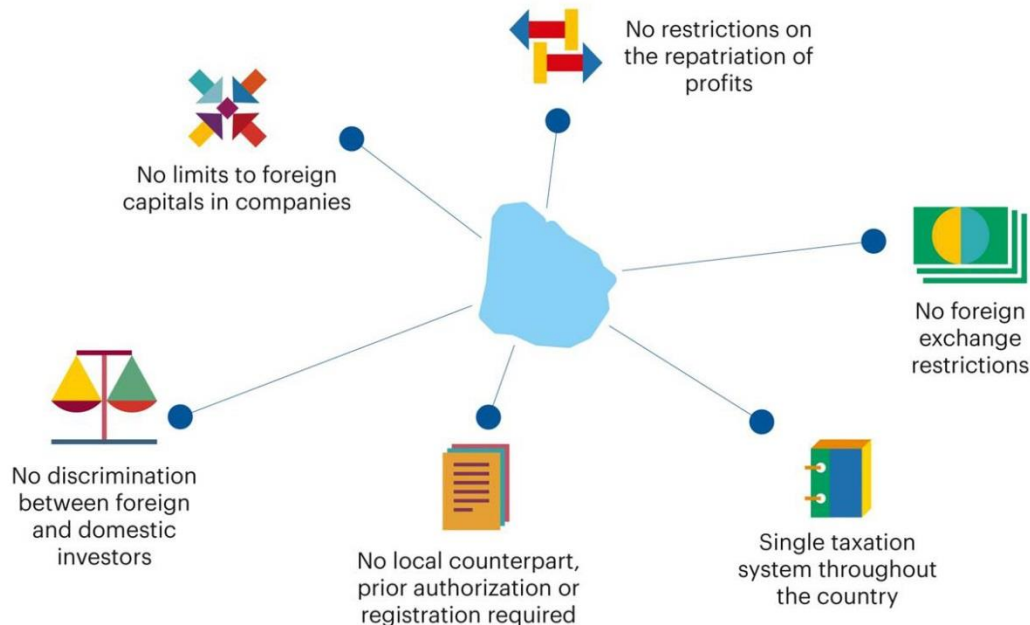 No restrictions on
the repatriation of
profits
No limits to foreign
capitals in companies
No foreign
exchange
restrictions
No discrimination
between foreign
and domestic
investors
No local counterpart,
prior authorization or
registration required
Single taxation
system throughout
the country